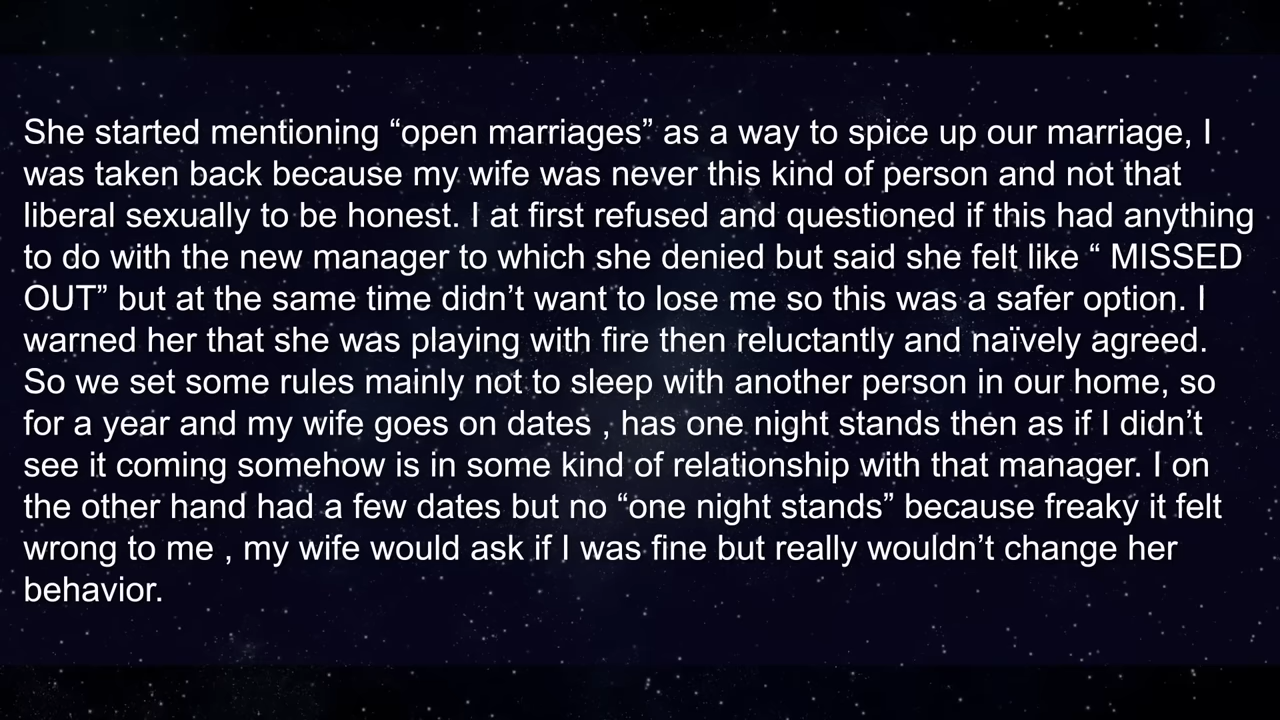 She started mentioning “open marriages” as a way to spice up our marriage, I
was taken back because my wife was never this kind of person and not that
liberal sexually to be honest. I at first refused and questioned if this had anything
to do with the new manager to which she denied but said she felt like “ MISSED
OUT” but at the same time didn’t want to lose me so this was a safer option. I
warned her that she was playing with fire then reluctantly and naïvely agreed.
So we set some rules mainly not to sleep with another person in our home, so
for a year and my wife goes on dates , has one night stands then as if I didn’t
see it coming somehow is in some kind of relationship with that manager. I on
the other hand had a few dates but no “one night stands” because freaky it felt
wrong to me , my wife would ask if I was fine but really wouldn’t change her
behavior.